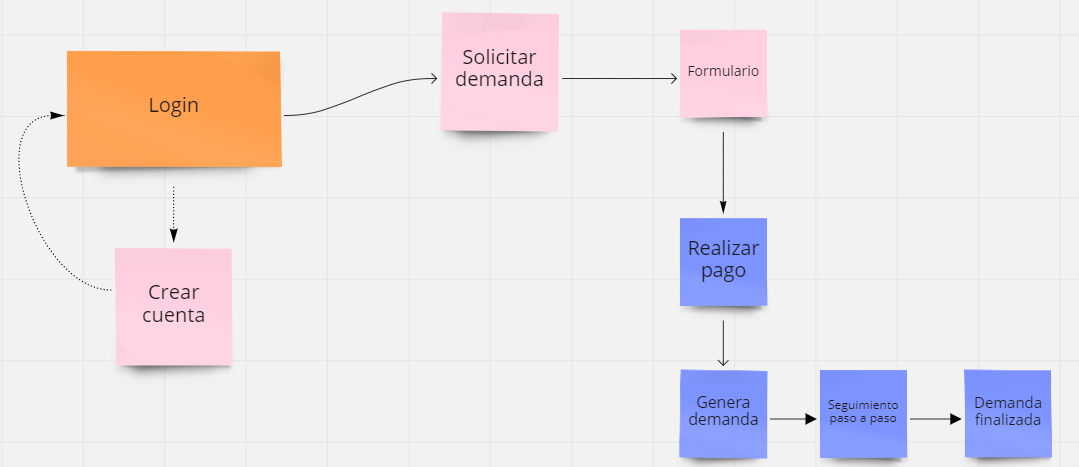 Login
Crear
cuenta
Solicitar
demanda
Formulario
Realizar
pago
Genera
demanda
Seguimiento
paso a paso
Demanda
finalizada